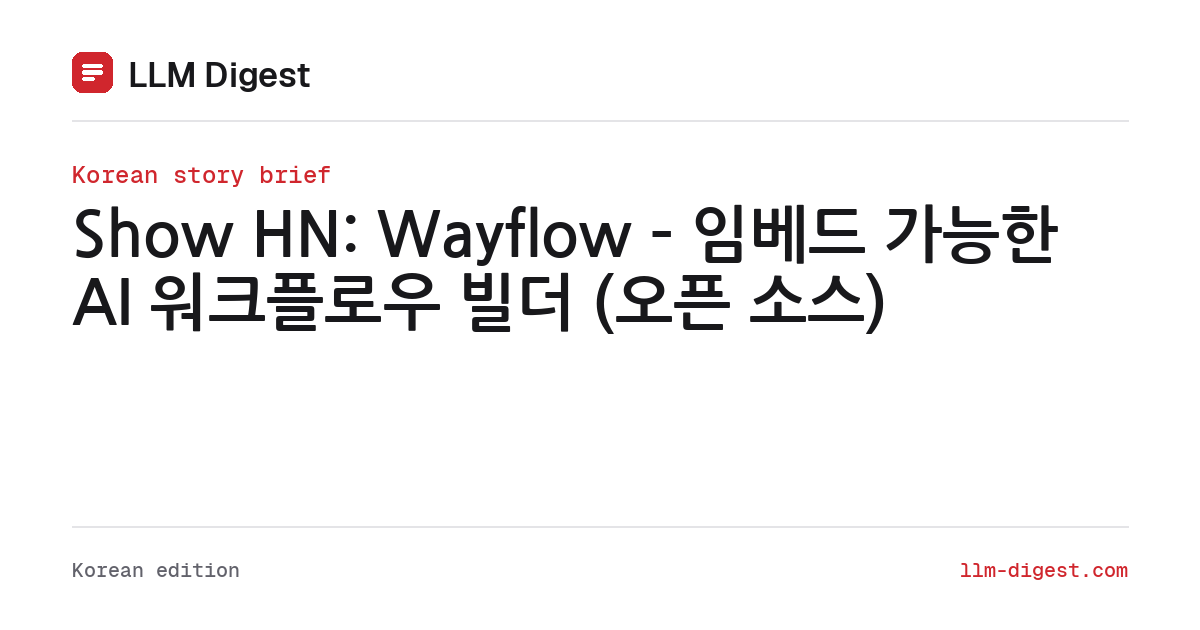 LLM Digest
Korean story brief
Show HN: Wayflow - 임베드 가능한
AI 워크플로우 빌더 (오픈 소스)
Korean edition
llm-digest.com